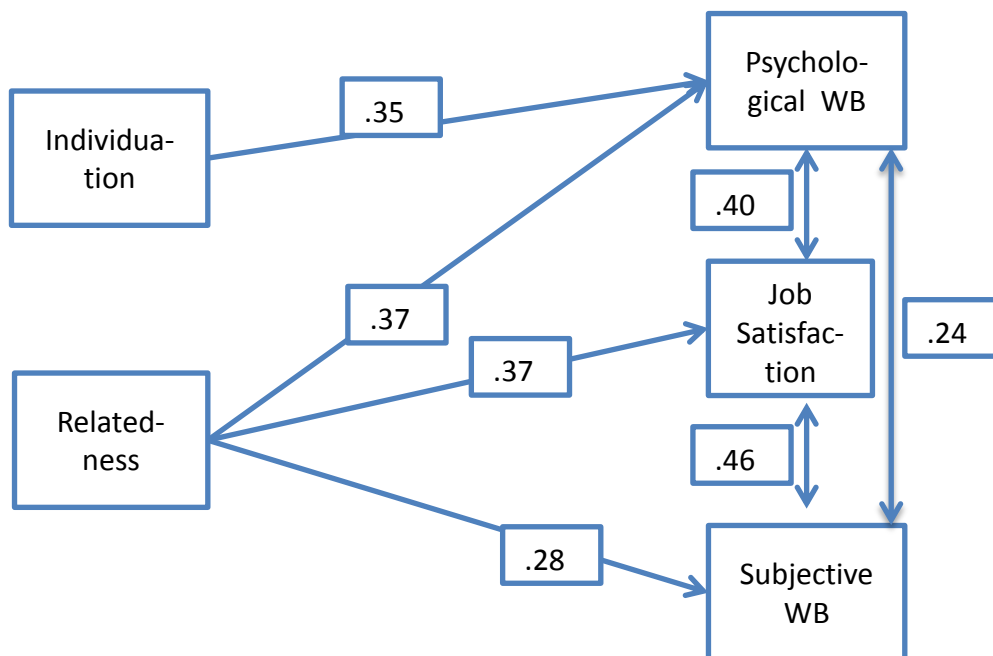 Psycholo-
gical WB
.35
Individua-
tion
.40
Job
Satisfac-
tion
.37
.24
.37
Related-
ness
.46
.28
Subjective
WB